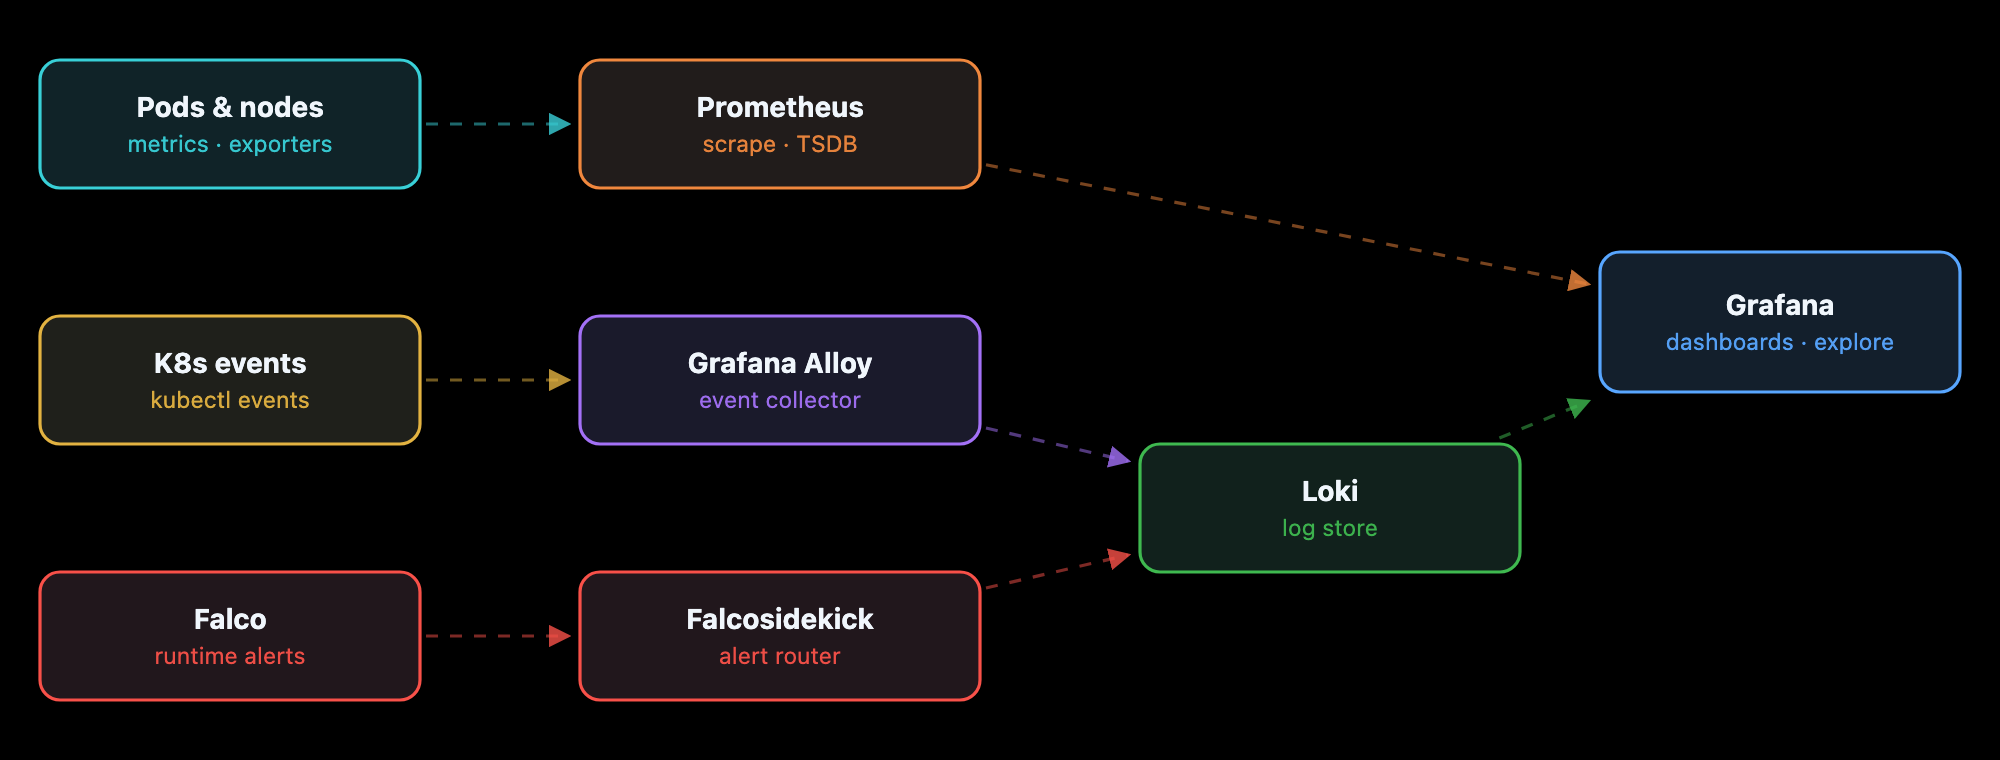 Pods & nodes
metrics · exporters
Prometheus
scrape · TSDB
Grafana
dashboards · explore
K8s events
kubectl events
Grafana Alloy
event collector
Loki
log store
Falco
runtime alerts
Falcosidekick
alert router